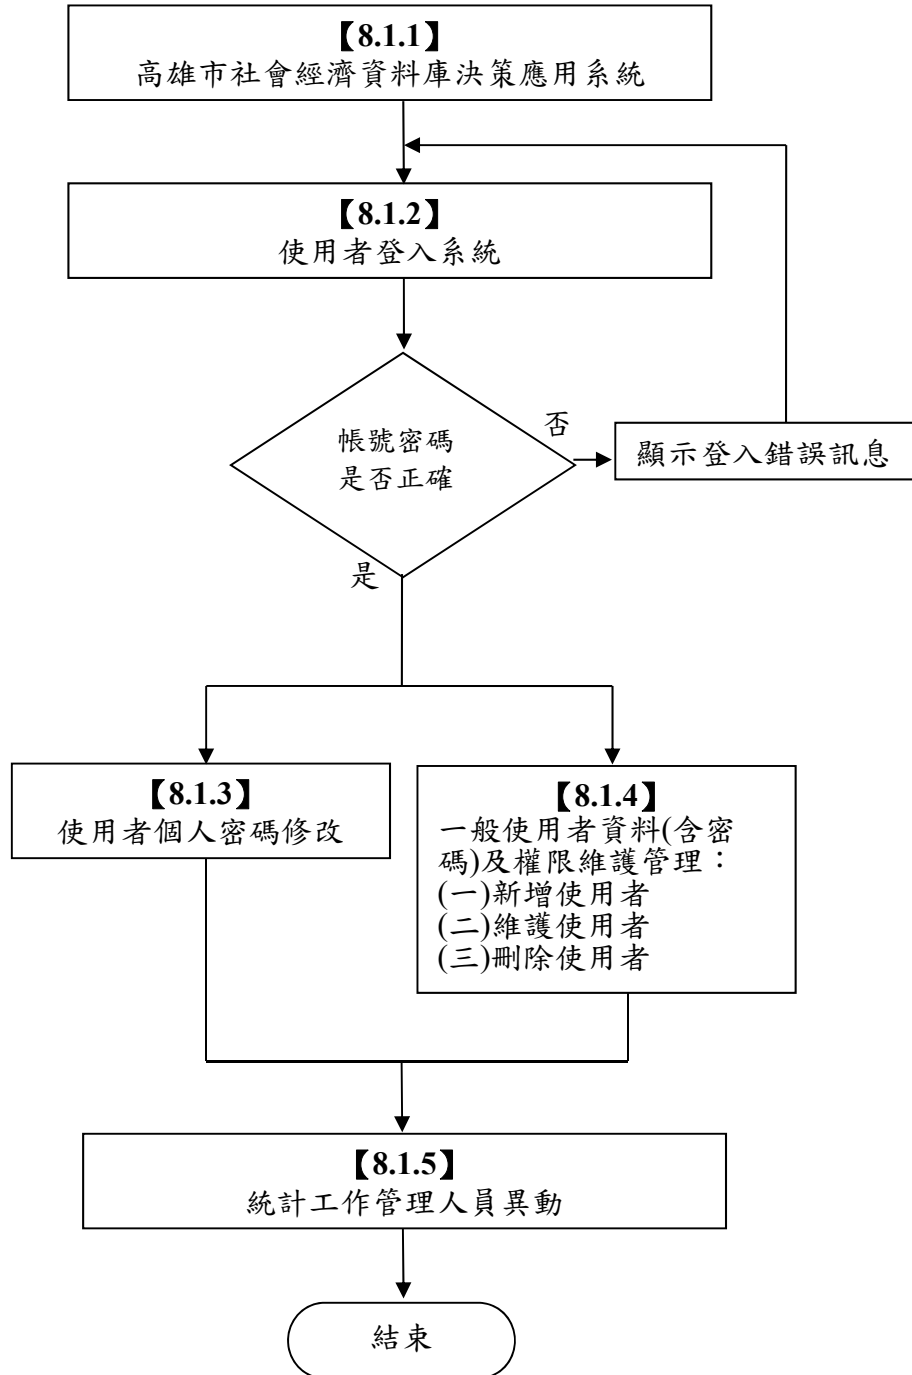 【8.1.1】
高雄市社會經濟資料庫決策應用系統
【8.1.2】
使用者登入系統
帳號密碼
是否正確
否
顯示登入錯誤訊息
是
【8.1.3】
使用者個人密碼修改
【8.1.4】
一般使用者資料(含密
碼)及權限維護管理：
(一)新增使用者
(二)維護使用者
(三)刪除使用者
【8.1.5】
統計工作管理人員異動
結束